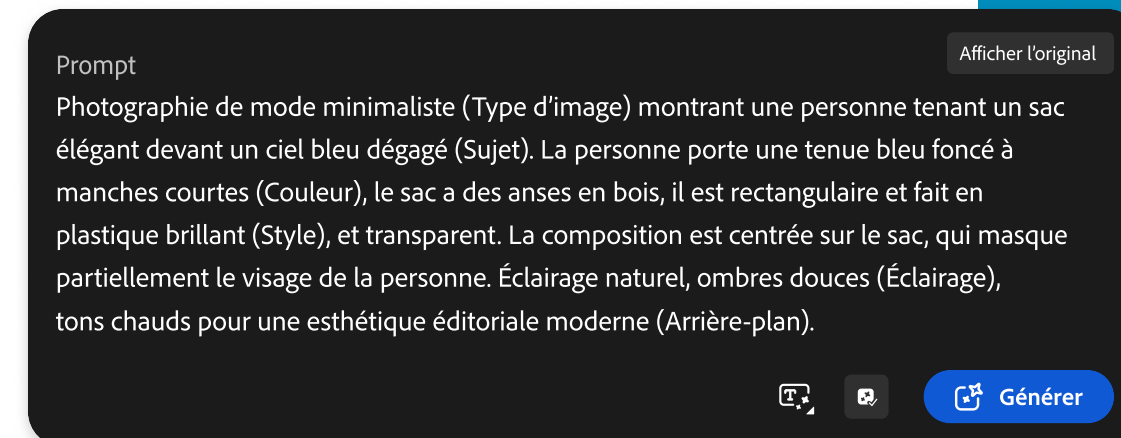 Afficher l’original
Prompt
Photographie de mode minimaliste (Type d’image) montrant une personne tenant un sac
élégant devant un ciel bleu dégagé (Sujet). La personne porte une tenue bleu foncé à
manches courtes (Couleur), le sac a des anses en bois, il est rectangulaire et fait en
plastique brillant (Style), et transparent. La composition est centrée sur le sac, qui masque
partiellement le visage de la personne. Éclairage naturel, ombres douces (Éclairage),
tons chauds pour une esthétique éditoriale moderne (Arrière-plan).
T
Générer